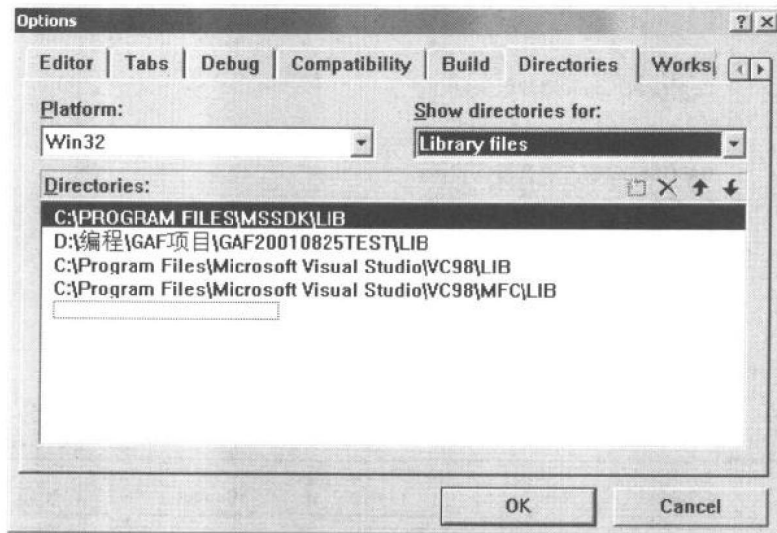 Options
Editor Tabs Debug Compatibility Build Directories Works
Platform: Show directories for:
Win32 Library files
Directories:
C:\PROGRAM FILES\MSSDK\LIB
D:\编程\GAF项目\GAF20010825TEST\LIB
C:\Program Files\Microsoft Visual Studio\VC98\LIB
C:\Program Files\Microsoft Visual Studio\VC98\MFC\LIB
OK Cancel